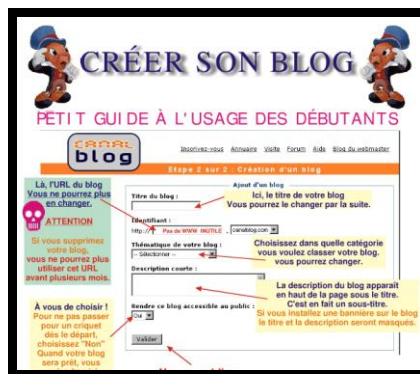 CRÉER SON BLOG
PETIT GUIDE À L'USAGE DES DÉBUTANTS
CANAL
blog
Inscrivez-vous Annuaire Visite Forum Aide Blog du webmaster
Etape 2 sur 2 : Création d'un blog
Ajout d'un blog
Là, l'URL du blog
Vous ne pourrez plus
en changer.
ATTENTION
Si vous supprimez
votre blog,
vous ne pourrez plus
utiliser cet URL
avant plusieurs mois.
Titre du blog :
Ici, le titre de votre blog
Vous pourrez le changer par la suite.
Identifiant :
http:// Pas de WWW INUTILE . canalblog.com
Thématique de votre blog :
-- Sélectionner --
Choisissez dans quelle catégorie
vous voulez classer votre blog.
vous pourrez changer.
Description courte :
La description du blog apparaît
en haut de la page sous le titre.
C'est en fait un sous-titre.
Si vous installez une bannière sur le blog
le titre et la description seront masqués.
À vous de choisir !
Pour ne pas passer
pour un criquet
dès le départ,
choisissez "Non"
Quand votre blog
sera prêt, vous
Rendre ce blog accessible au public :
Oui
Valider